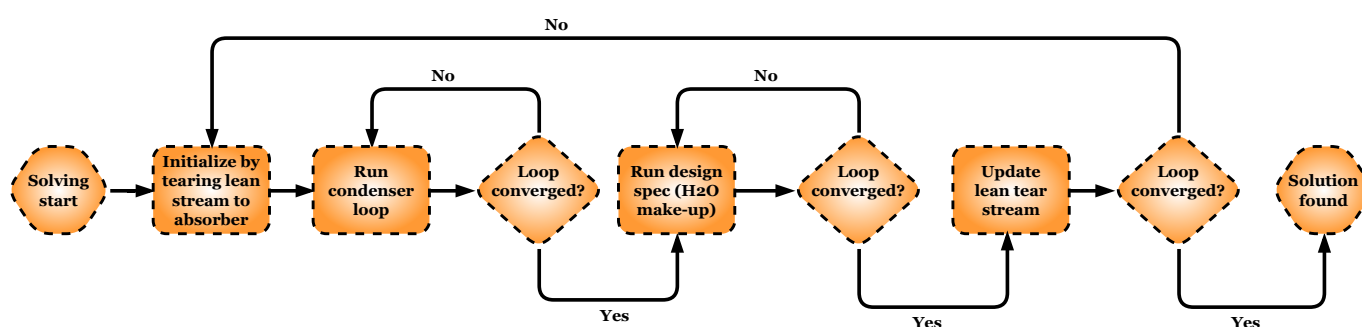 No
No
No
Solving
start
Initialize by
tearing lean
stream to
absorber
Run
condenser
loop
Loop
converged?
Run design
spec (H2O
make-up)
Loop
converged?
Update
lean tear
stream
Loop
converged?
Solution
found
Yes
Yes
Yes